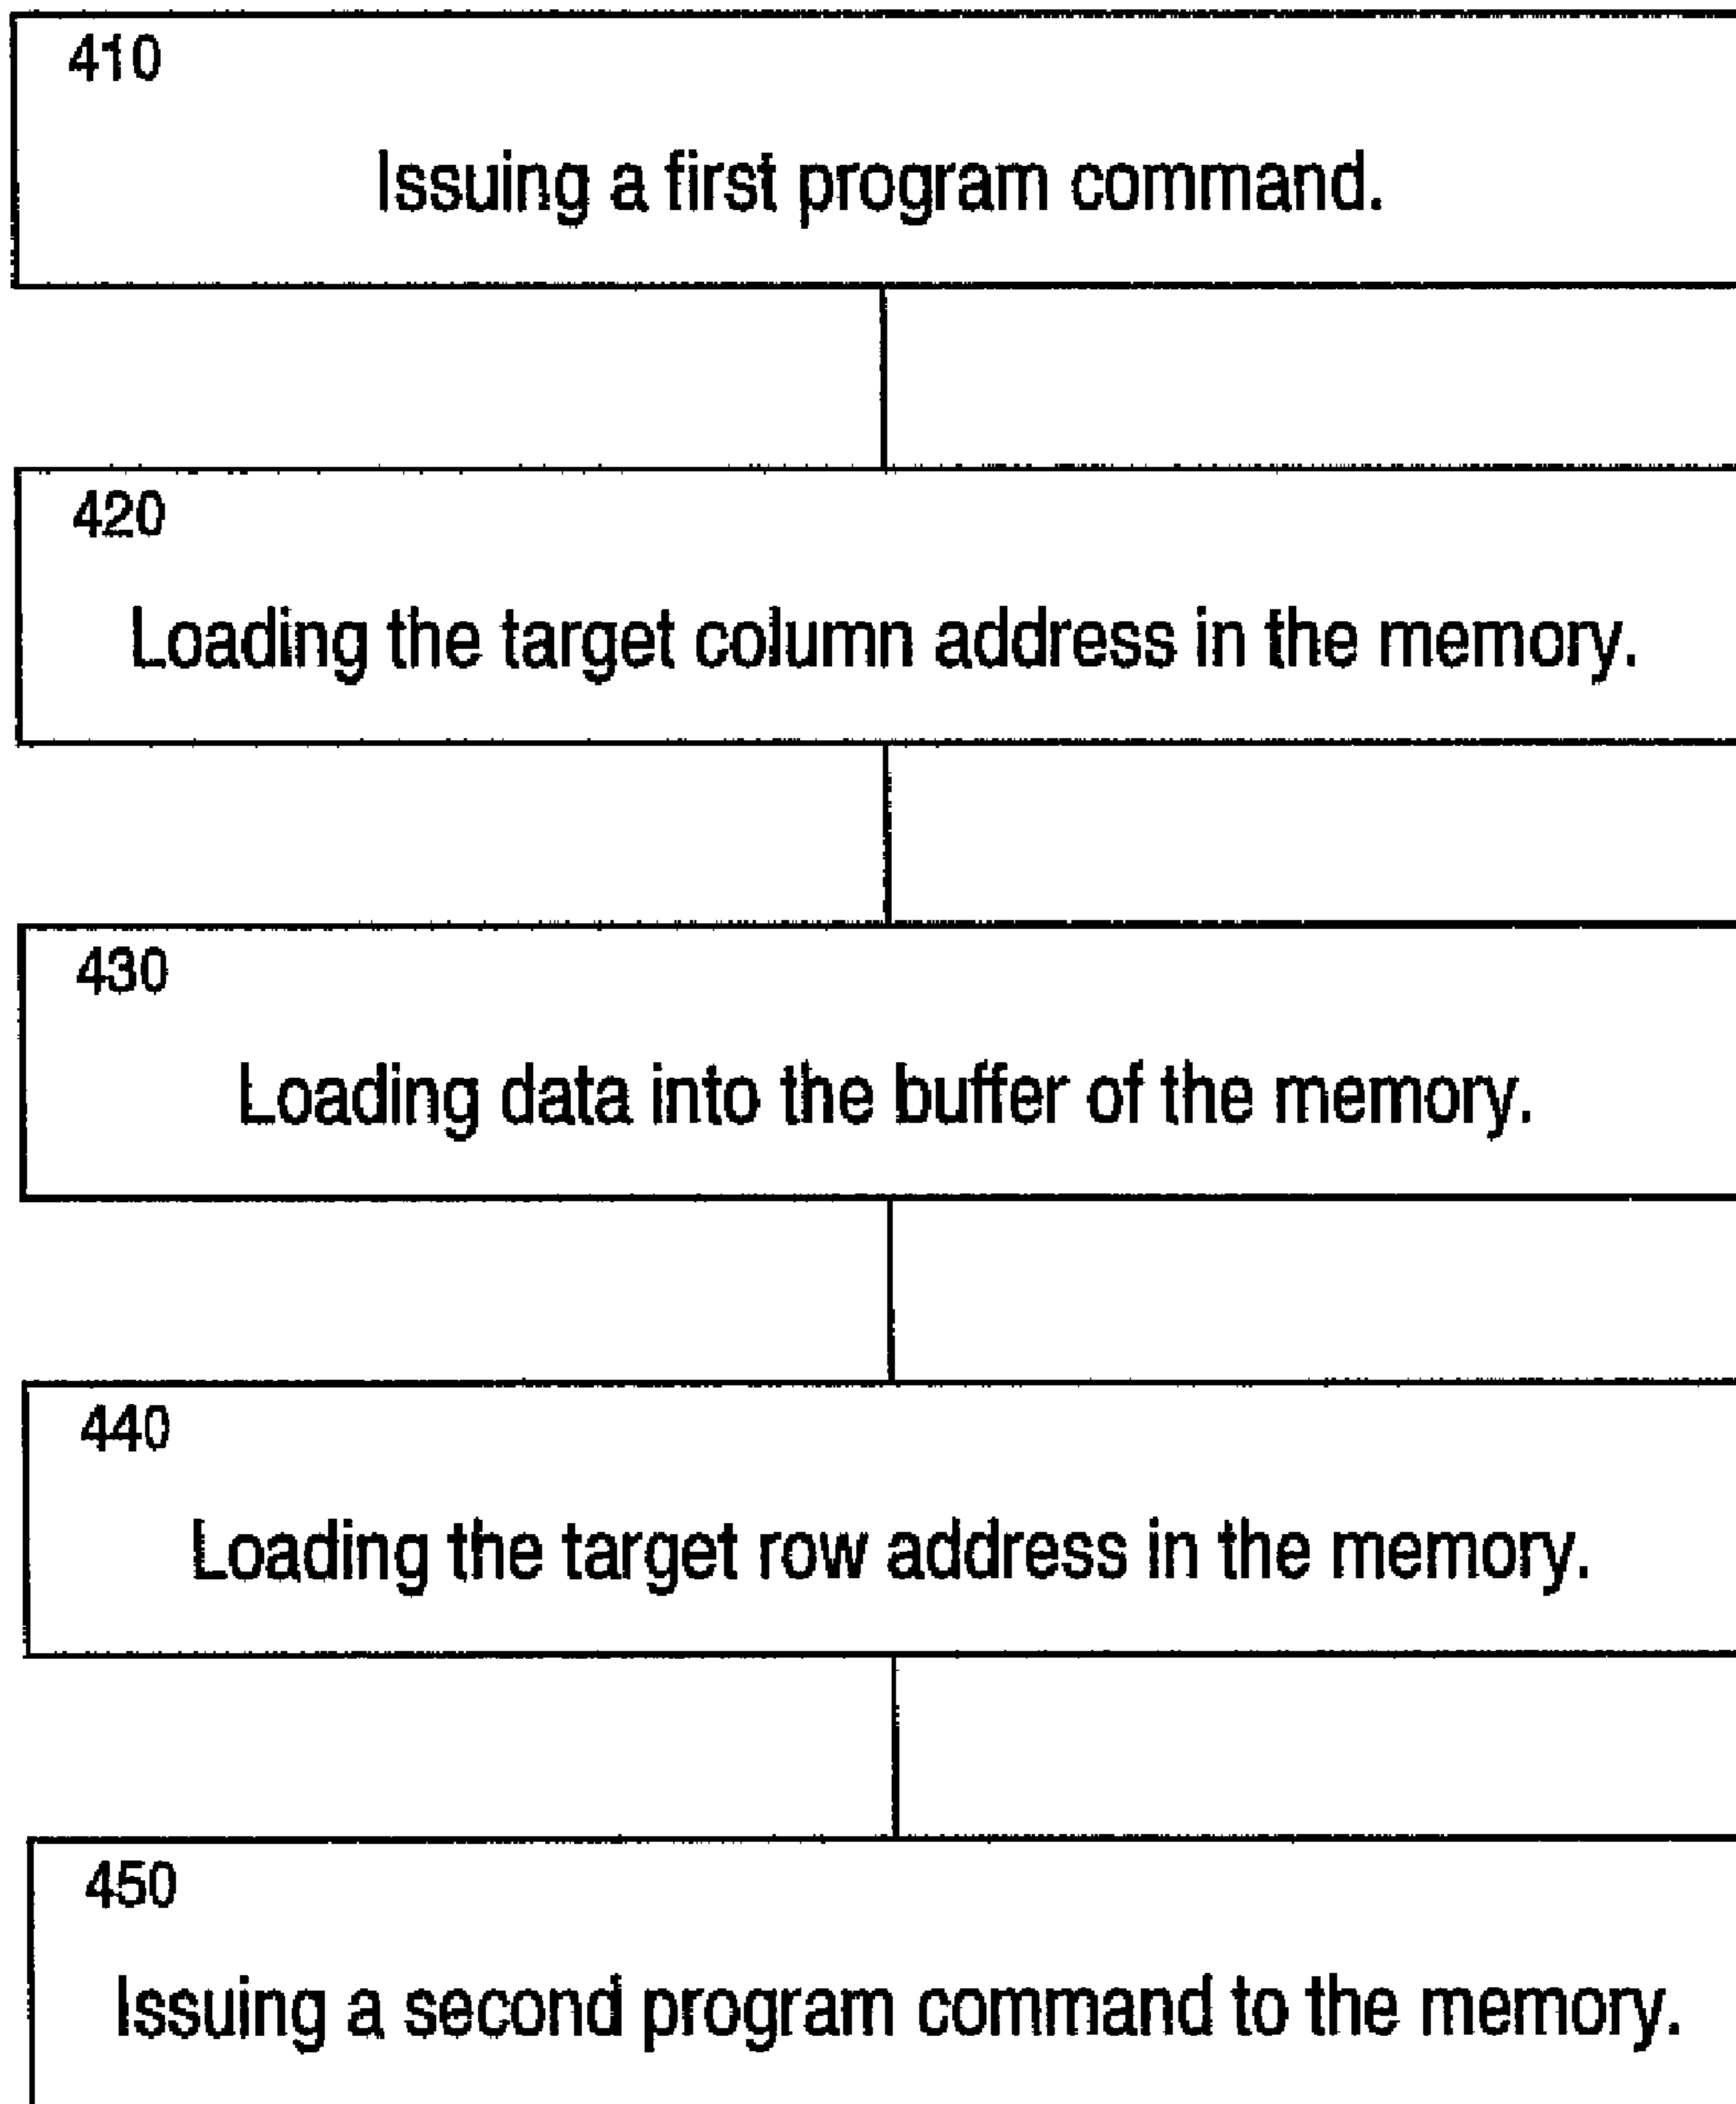 410
Issuing a first program command.
420
Loading the target column address in the memory.
430
Loading data into the buffer of the memory.
440
Loading the target row address in the memory.
450
Issuing a second program command to the memory.